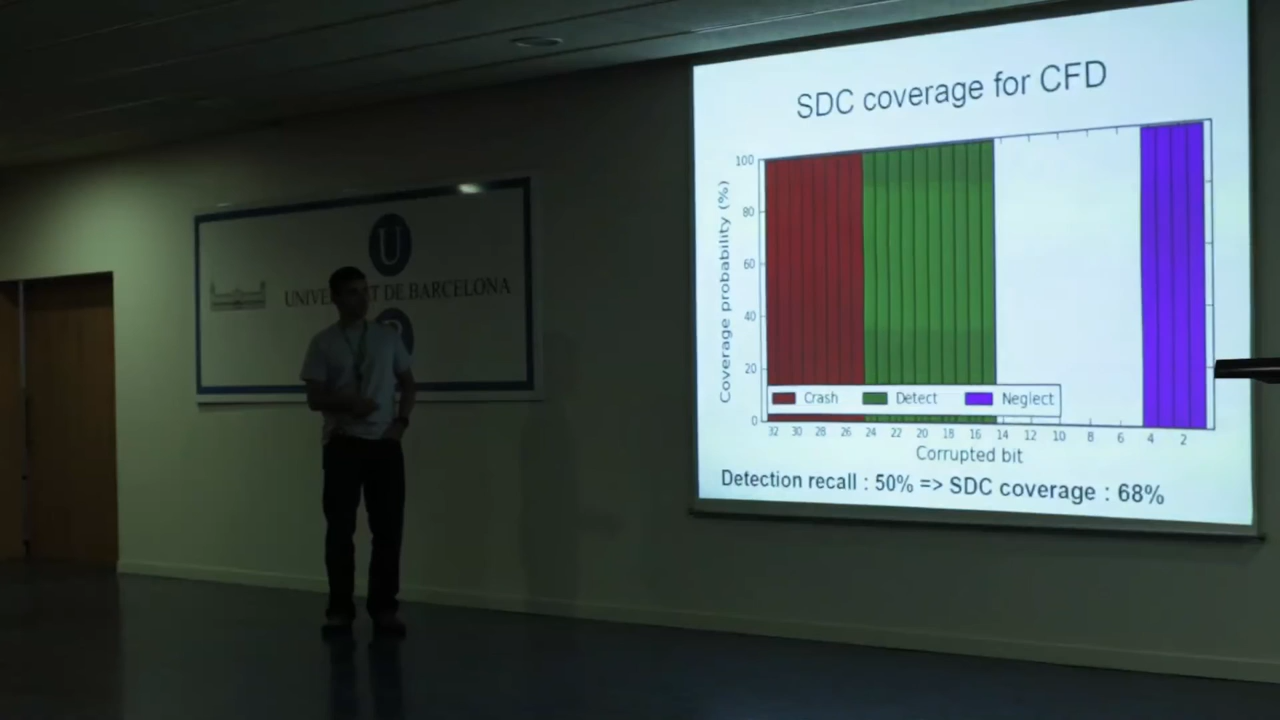 SDC coverage for CFD
Coverage probability (%)
100
80
60
40
20
0
Crash Detect Neglect
32 30 28 26 24 22 20 18 16 14 12 10 8 6 4 2
Corrupted bit
Detection recall : 50% => SDC coverage : 68%
U
DE BARCELONA